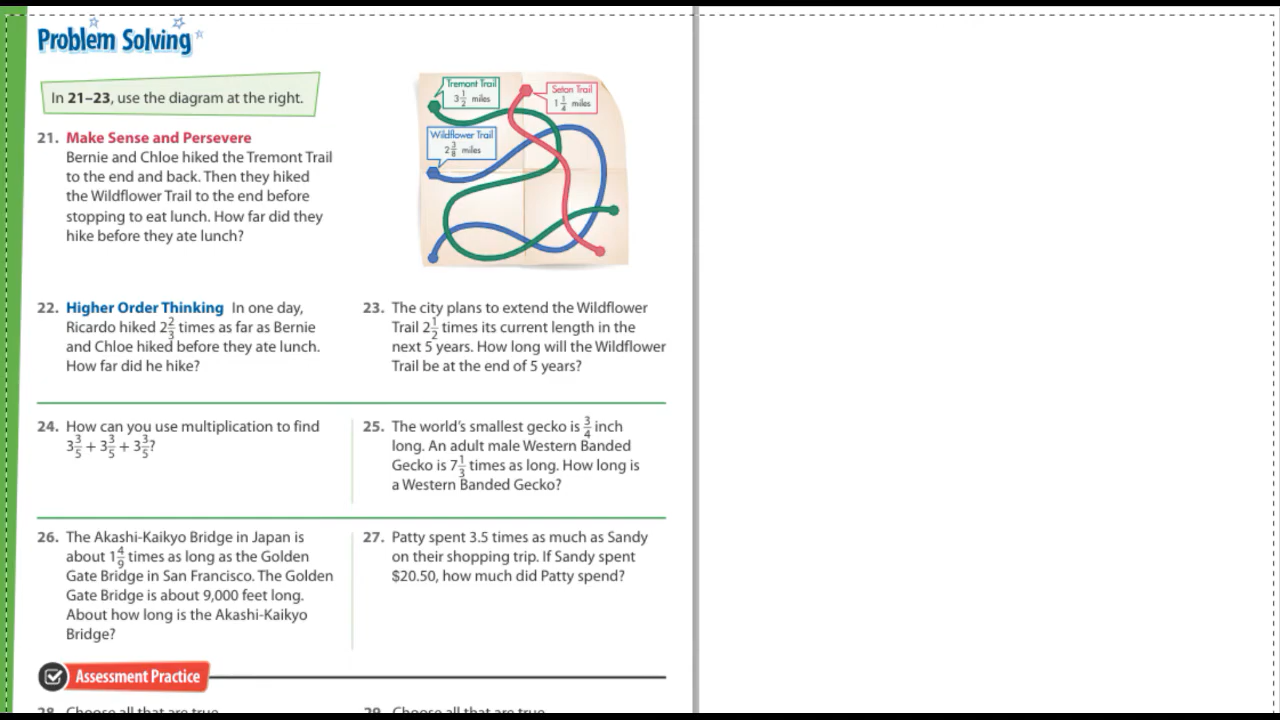 Problem Solving
In 21–23, use the diagram at the right.
21. Make Sense and Persevere
Bernie and Chloe hiked the Tremont Trail
to the end and back. Then they hiked
the Wildflower Trail to the end before
stopping to eat lunch. How far did they
hike before they ate lunch?
Tremont Trail
3 1/2 miles
Seton Trail
1 1/4 miles
Wildflower Trail
2 3/8 miles
22. Higher Order Thinking In one day,
Ricardo hiked 2 2/3 times as far as Bernie
and Chloe hiked before they ate lunch.
How far did he hike?
23. The city plans to extend the Wildflower
Trail 2 1/2 times its current length in the
next 5 years. How long will the Wildflower
Trail be at the end of 5 years?
24. How can you use multiplication to find
3 3/5 + 3 3/5 + 3 3/5?
25. The world's smallest gecko is 3/4 inch
long. An adult male Western Banded
Gecko is 7 1/3 times as long. How long is
a Western Banded Gecko?
26. The Akashi-Kaikyo Bridge in Japan is
about 1 4/9 times as long as the Golden
Gate Bridge in San Francisco. The Golden
Gate Bridge is about 9,000 feet long.
About how long is the Akashi-Kaikyo
Bridge?
27. Patty spent 3.5 times as much as Sandy
on their shopping trip. If Sandy spent
$20.50, how much did Patty spend?
Assessment Practice
28. Choose all that are true.
29. Choose all that are true.